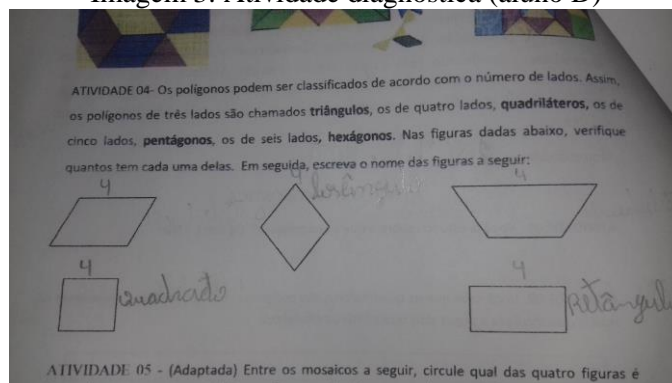 Imagem 3: Atividade diagnóstica (aluno D)
ATIVIDADE 04- Os polígonos podem ser classificados de acordo com o número de lados. Assim,
os polígonos de três lados são chamados triângulos, os de quatro lados, quadriláteros, os de
cinco lados, pentágonos, os de seis lados, hexágonos. Nas figuras dadas abaixo, verifique
quantos tem cada uma delas. Em seguida, escreva o nome das figuras a seguir:
4 4 4
4 quadrado 4 Retângulo
ATIVIDADE 05 - (Adaptada) Entre os mosaicos a seguir, circule qual das quatro figuras é